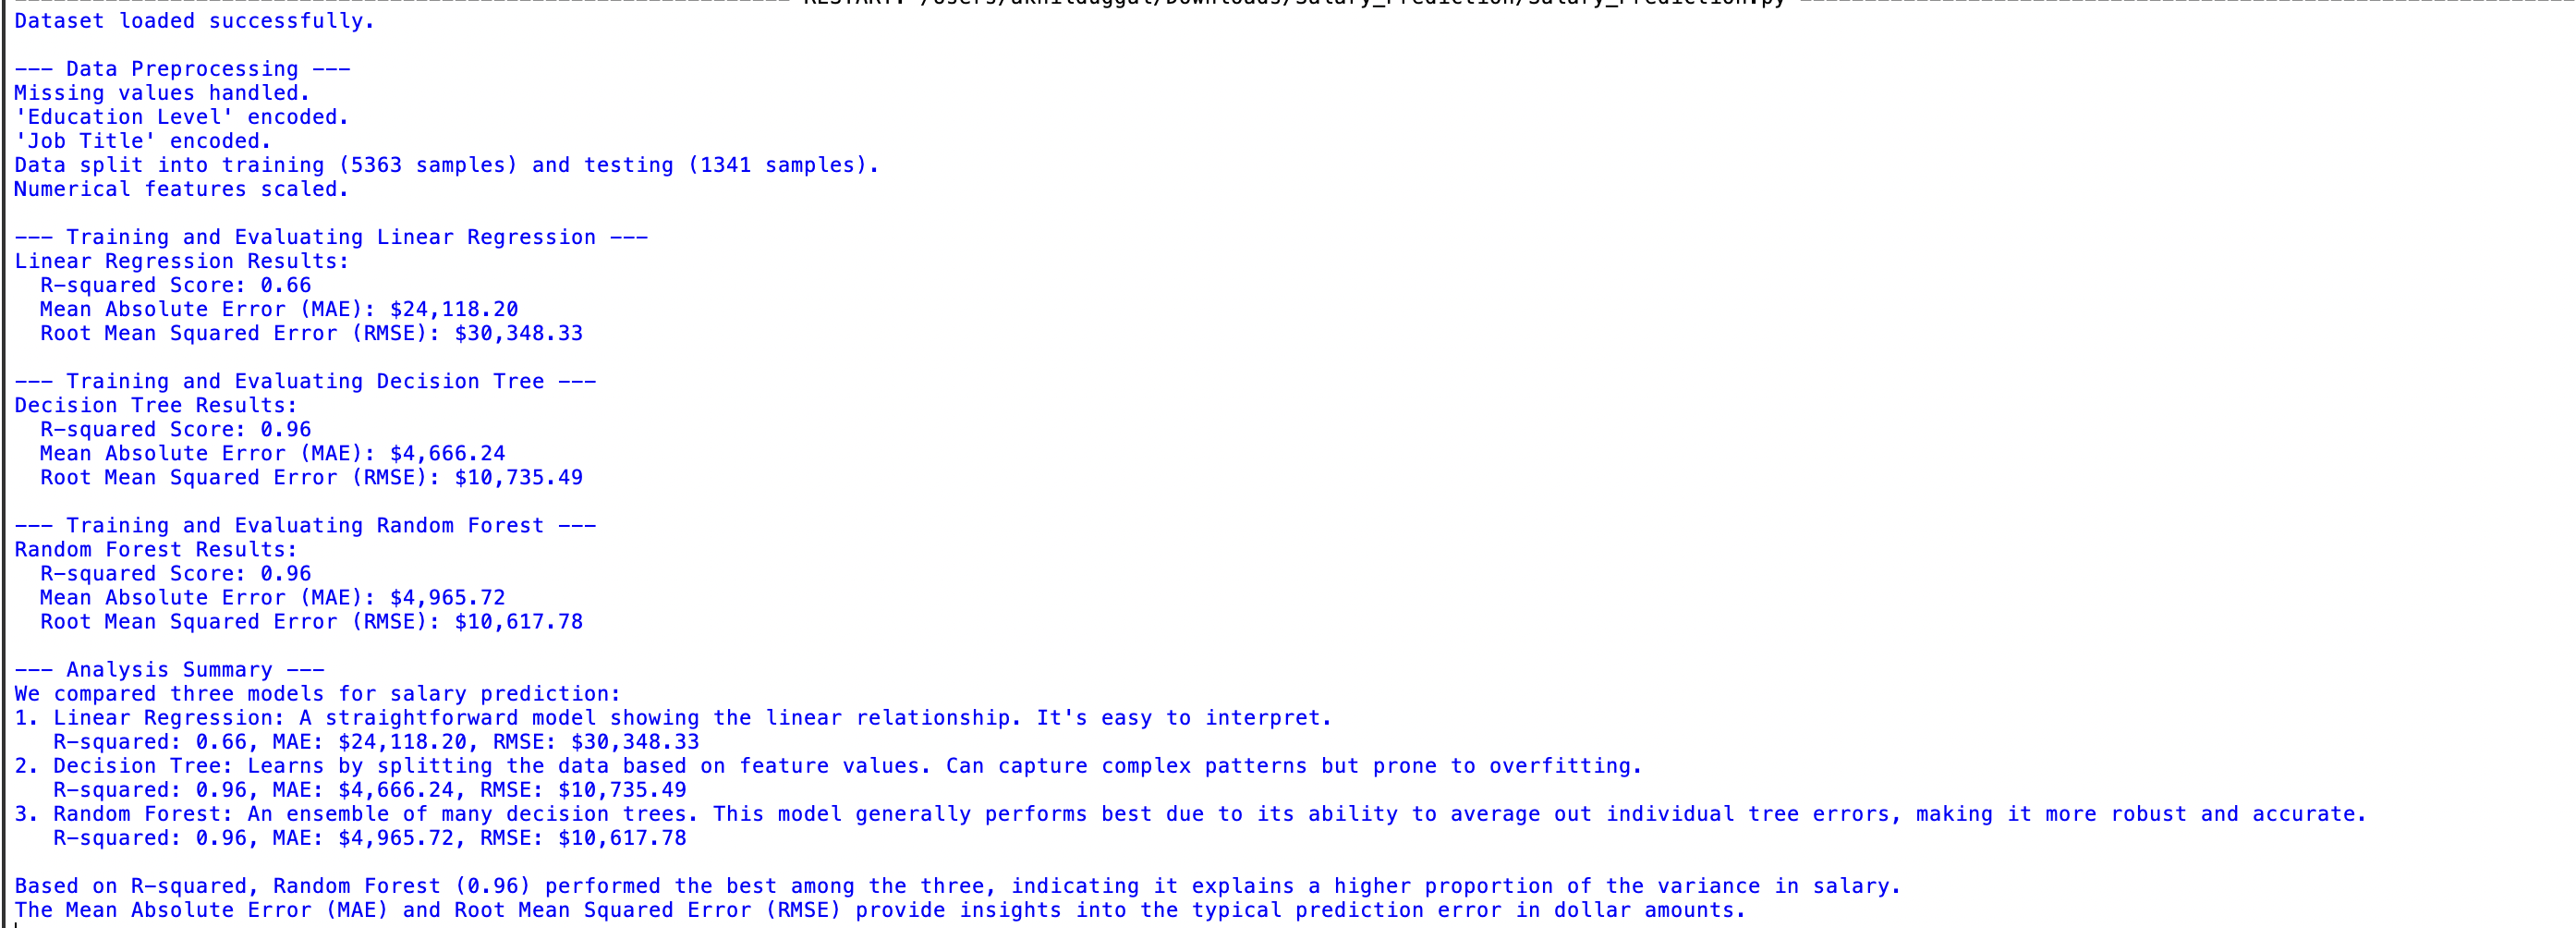 RESTART: /Users/akhilduggal/Downloads/Salary_Prediction/Salary_Prediction.py
Dataset loaded successfully.

--- Data Preprocessing ---
Missing values handled.
'Education Level' encoded.
'Job Title' encoded.
Data split into training (5363 samples) and testing (1341 samples).
Numerical features scaled.

--- Training and Evaluating Linear Regression ---
Linear Regression Results:
  R-squared Score: 0.66
  Mean Absolute Error (MAE): $24,118.20
  Root Mean Squared Error (RMSE): $30,348.33

--- Training and Evaluating Decision Tree ---
Decision Tree Results:
  R-squared Score: 0.96
  Mean Absolute Error (MAE): $4,666.24
  Root Mean Squared Error (RMSE): $10,735.49

--- Training and Evaluating Random Forest ---
Random Forest Results:
  R-squared Score: 0.96
  Mean Absolute Error (MAE): $4,965.72
  Root Mean Squared Error (RMSE): $10,617.78

--- Analysis Summary ---
We compared three models for salary prediction:
1. Linear Regression: A straightforward model showing the linear relationship. It's easy to interpret.
   R-squared: 0.66, MAE: $24,118.20, RMSE: $30,348.33
2. Decision Tree: Learns by splitting the data based on feature values. Can capture complex patterns but prone to overfitting.
   R-squared: 0.96, MAE: $4,666.24, RMSE: $10,735.49
3. Random Forest: An ensemble of many decision trees. This model generally performs best due to its ability to average out individual tree errors, making it more robust and accurate.
   R-squared: 0.96, MAE: $4,965.72, RMSE: $10,617.78

Based on R-squared, Random Forest (0.96) performed the best among the three, indicating it explains a higher proportion of the variance in salary.
The Mean Absolute Error (MAE) and Root Mean Squared Error (RMSE) provide insights into the typical prediction error in dollar amounts.